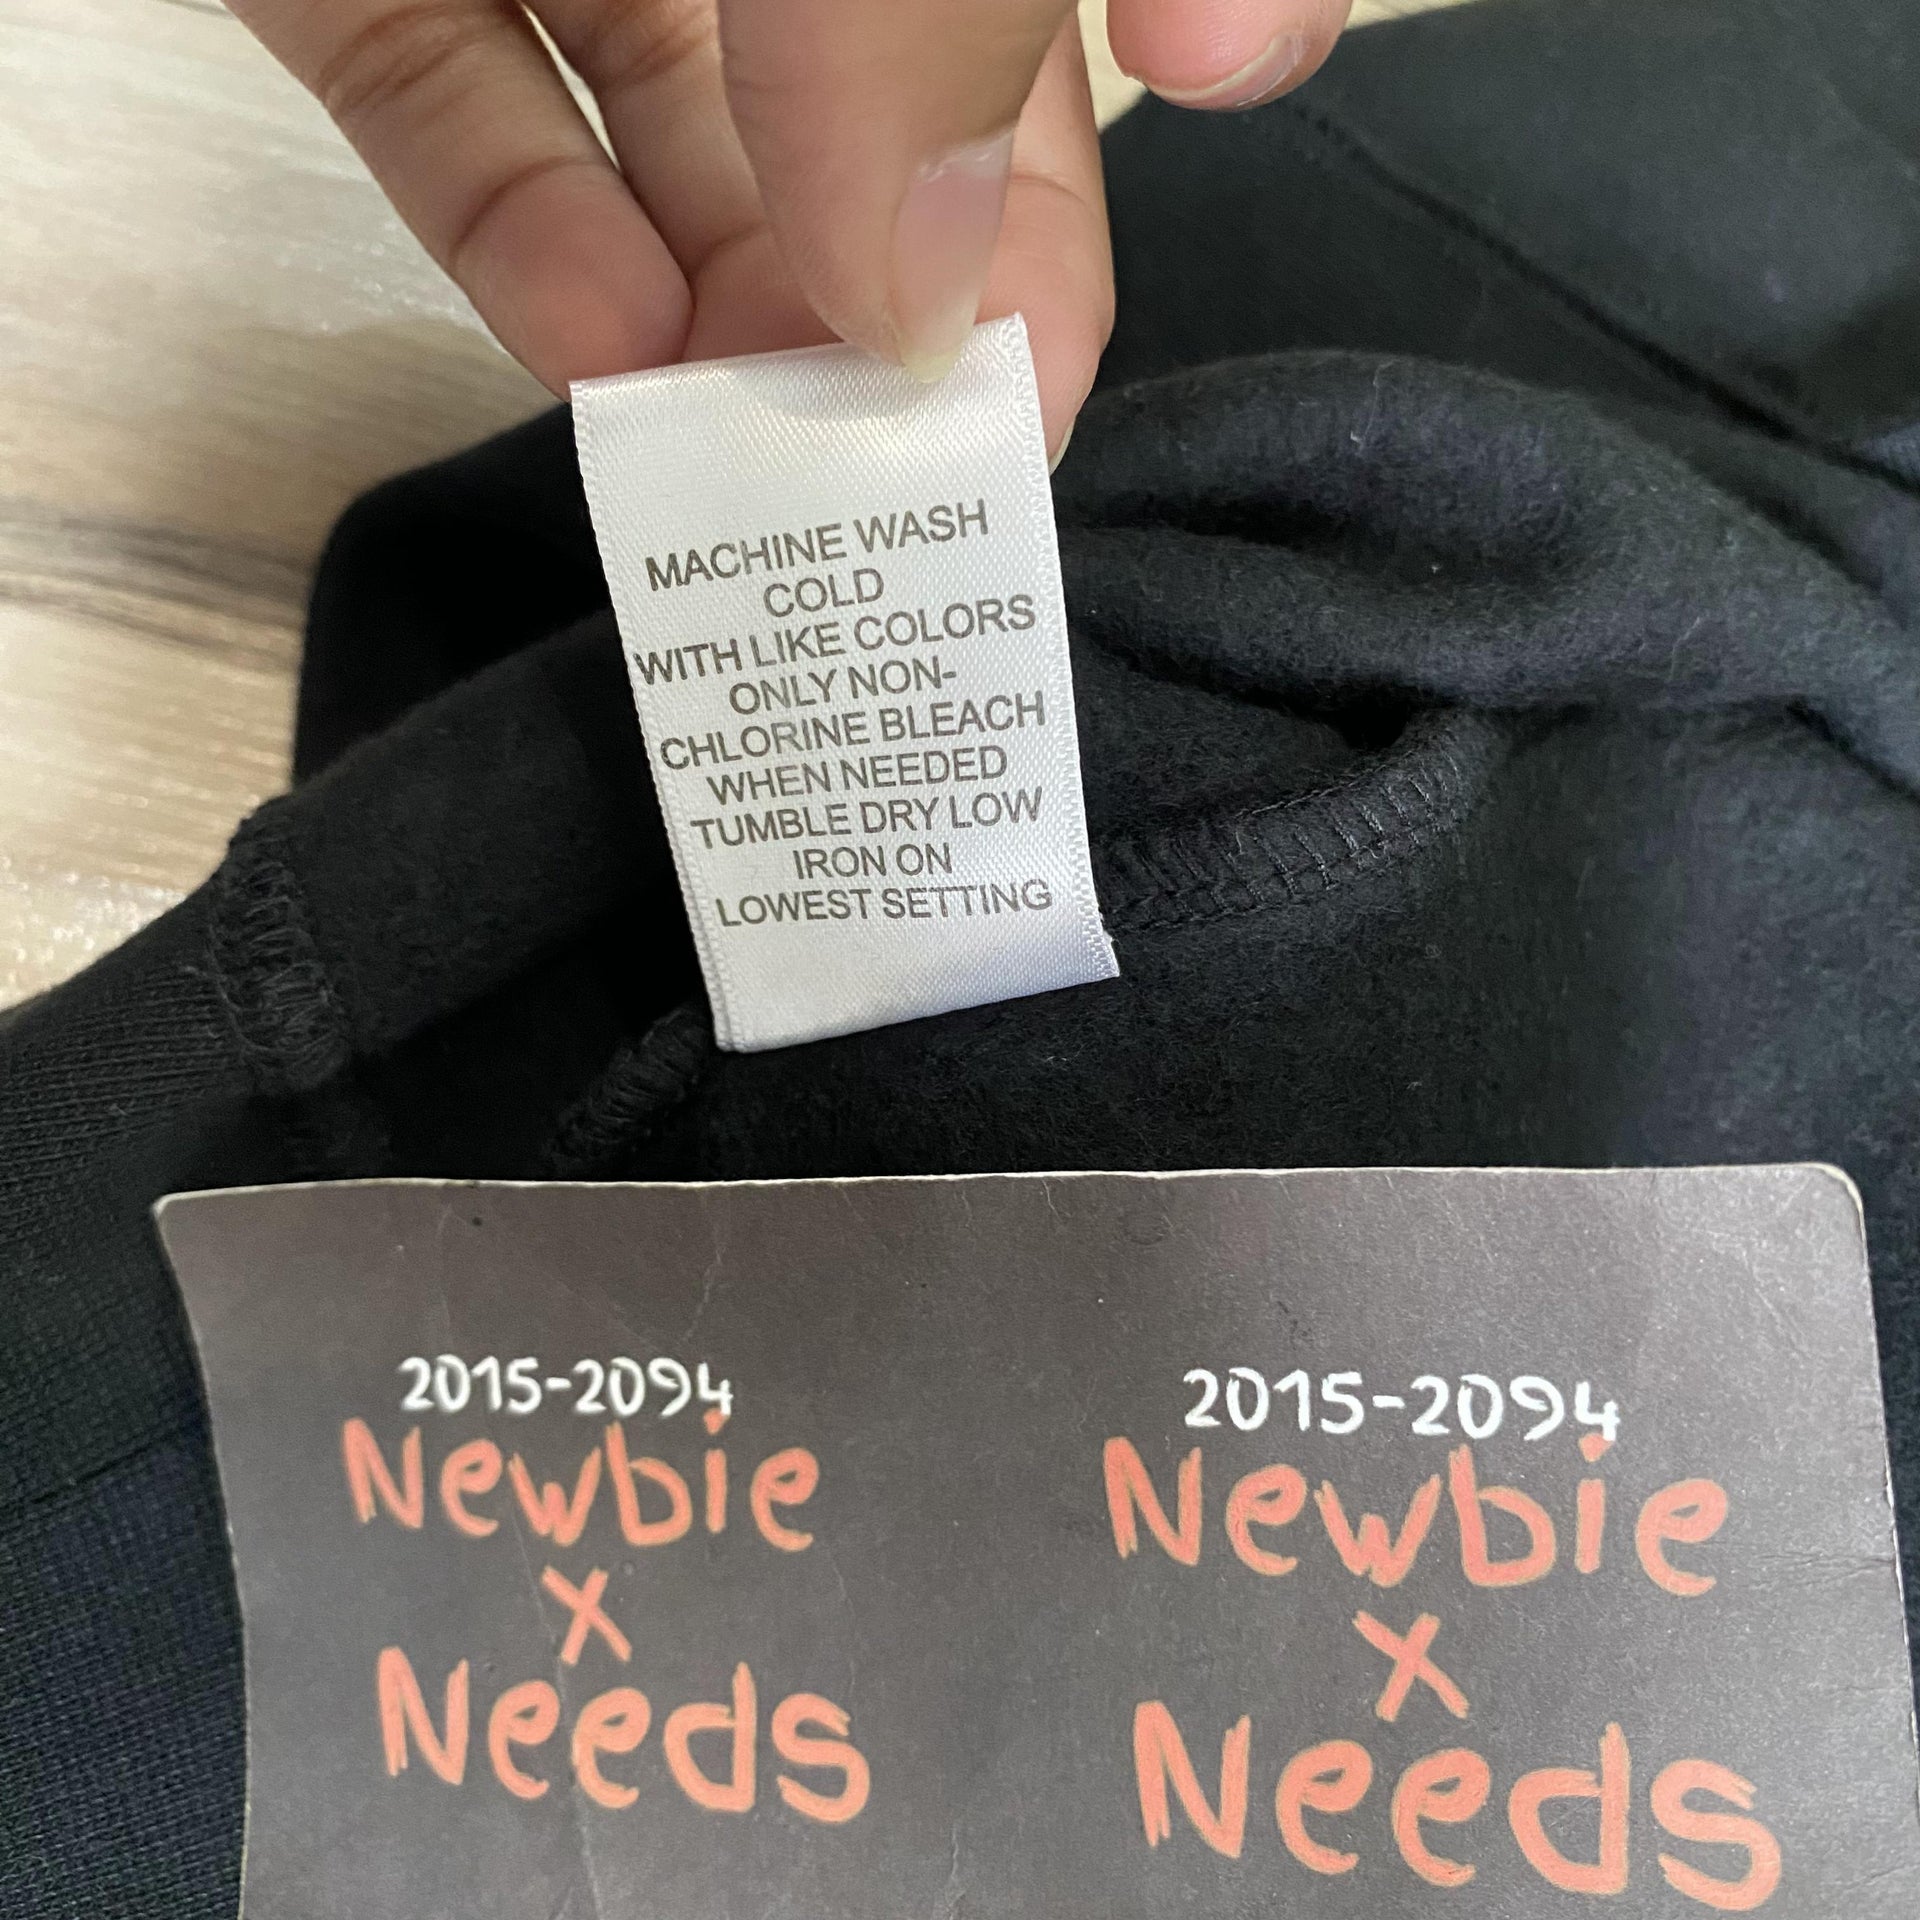 MACHINE WASH
COLD
WITH LIKE COLORS
ONLY NON-
CHLORINE BLEACH
WHEN NEEDED
TUMBLE DRY LOW
IRON ON
LOWEST SETTING
2015-2094
Newbie
x
Needs
2015-2094
Newbie
x
Needs